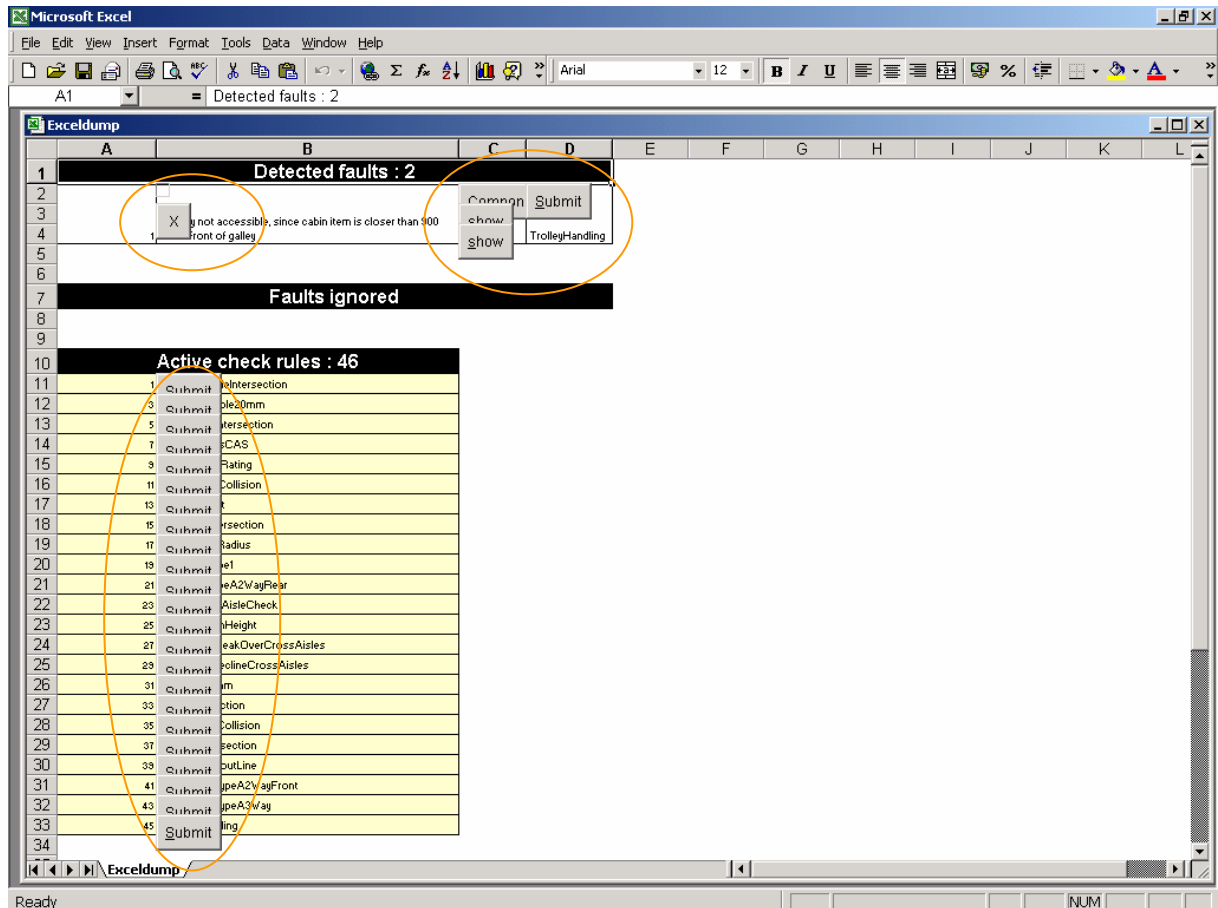 Microsoft Excel
File Edit View Insert Format Tools Data Window Help
Arial 12 B I U
A1 = Detected faults : 2
Exceldump
A B C D E F G H I J K L
1 Detected faults : 2
2 Submit
3 X not accessible, since cabin item is closer than show
4 1 front of galley show TrolleyHandling
5
6
7 Faults ignored
8
9
10 Active check rules : 46
11 1 Submit eIntersection
12 3 Submit ble20mm
13 5 Submit ntersection
14 7 Submit sCAS
15 9 Submit Rating
16 11 Submit Collision
17 13 Submit t
18 15 Submit rsection
19 17 Submit Radius
20 19 Submit pe1
21 21 Submit eA2WayRear
22 23 Submit AisleCheck
23 25 Submit nHeight
24 27 Submit eakOverCrossAisles
25 29 Submit eclineCrossAisles
26 31 Submit m
27 33 Submit ction
28 35 Submit Collision
29 37 Submit section
30 39 Submit outLine
31 41 Submit ypeA2WayFront
32 43 Submit ypeA3Way
33 45 Submit ling
34
Exceldump
Ready NUM